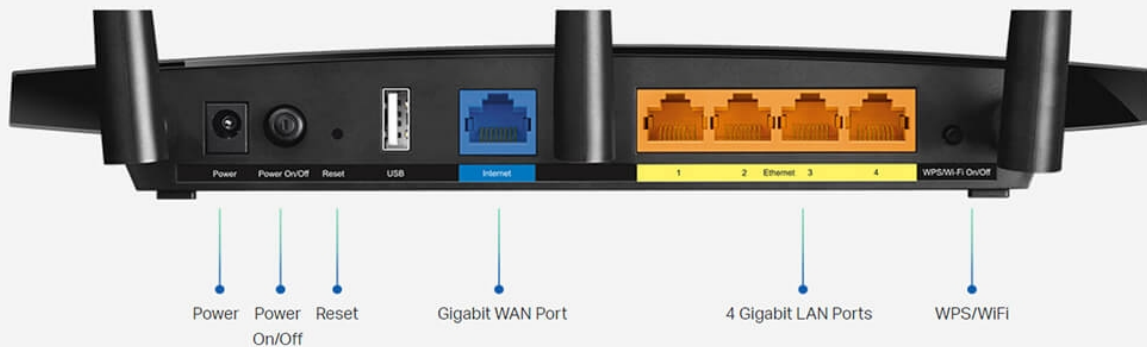 Power Power On/Off Reset USB Internet 1 2 Ethernet 3 4 WPS/Wi-Fi On/Off
Power Power Reset Gigabit WAN Port 4 Gigabit LAN Ports WPS/WiFi
On/Off